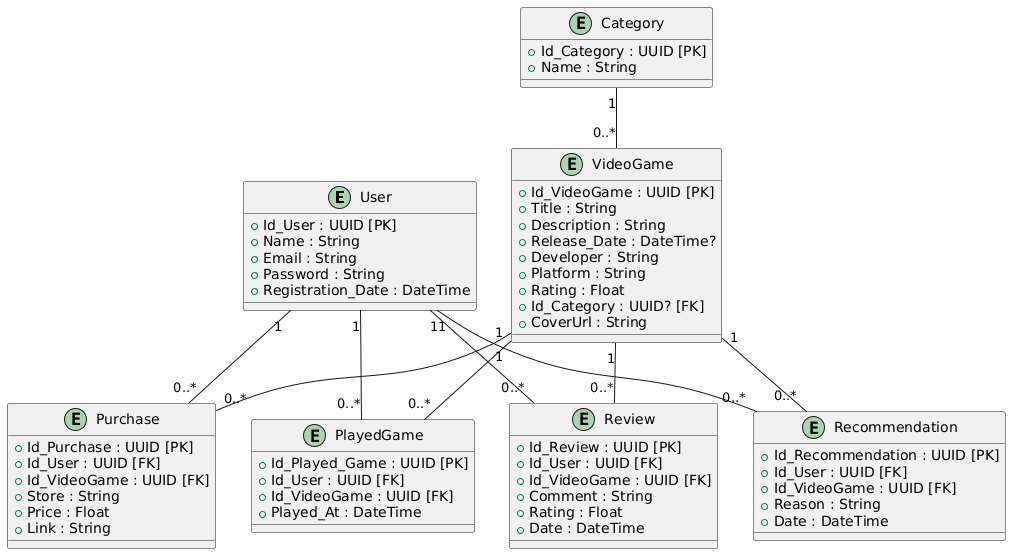 E Category
Id_Category : UUID [PK]
Name : String
1
0..*
E VideoGame
Id_VideoGame : UUID [PK]
Title : String
Description : String
Release_Date : DateTime?
Developer : String
Platform : String
Rating : Float
Id_Category : UUID? [FK]
CoverUrl : String
E User
Id_User : UUID [PK]
Name : String
Email : String
Password : String
Registration_Date : DateTime
1
1
11
1
1
1
1
0..*
0..*
0..*
0..*
0..*
0..*
0..*
0..*
E Purchase
Id_Purchase : UUID [PK]
Id_User : UUID [FK]
Id_VideoGame : UUID [FK]
Store : String
Price : Float
Link : String
E PlayedGame
Id_Played_Game : UUID [PK]
Id_User : UUID [FK]
Id_VideoGame : UUID [FK]
Played_At : DateTime
E Review
Id_Review : UUID [PK]
Id_User : UUID [FK]
Id_VideoGame : UUID [FK]
Comment : String
Rating : Float
Date : DateTime
E Recommendation
Id_Recommendation : UUID [PK]
Id_User : UUID [FK]
Id_VideoGame : UUID [FK]
Reason : String
Date : DateTime